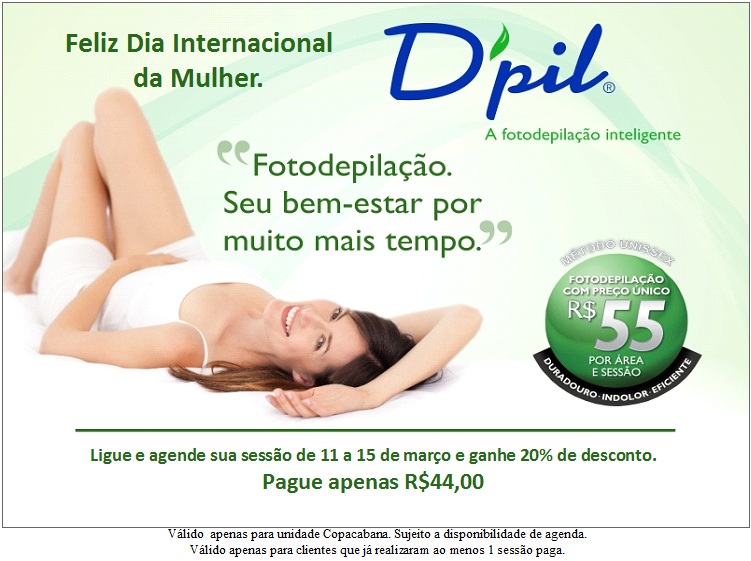 Feliz Dia Internacional
da Mulher.
D'pil®
A fotodepilação inteligente
“Fotodepilação.
Seu bem-estar por
muito mais tempo.”
MÉTODO UNISSEX
FOTODEPILAÇÃO
COM PREÇO ÚNICO
R$ 55
POR ÁREA
E SESSÃO
DURADOURO · INDOLOR · EFICIENTE
Ligue e agende sua sessão de 11 a 15 de março e ganhe 20% de desconto.
Pague apenas R$44,00
Válido apenas para unidade Copacabana. Sujeito a disponibilidade de agenda.
Válido apenas para clientes que já realizaram ao menos 1 sessão paga.